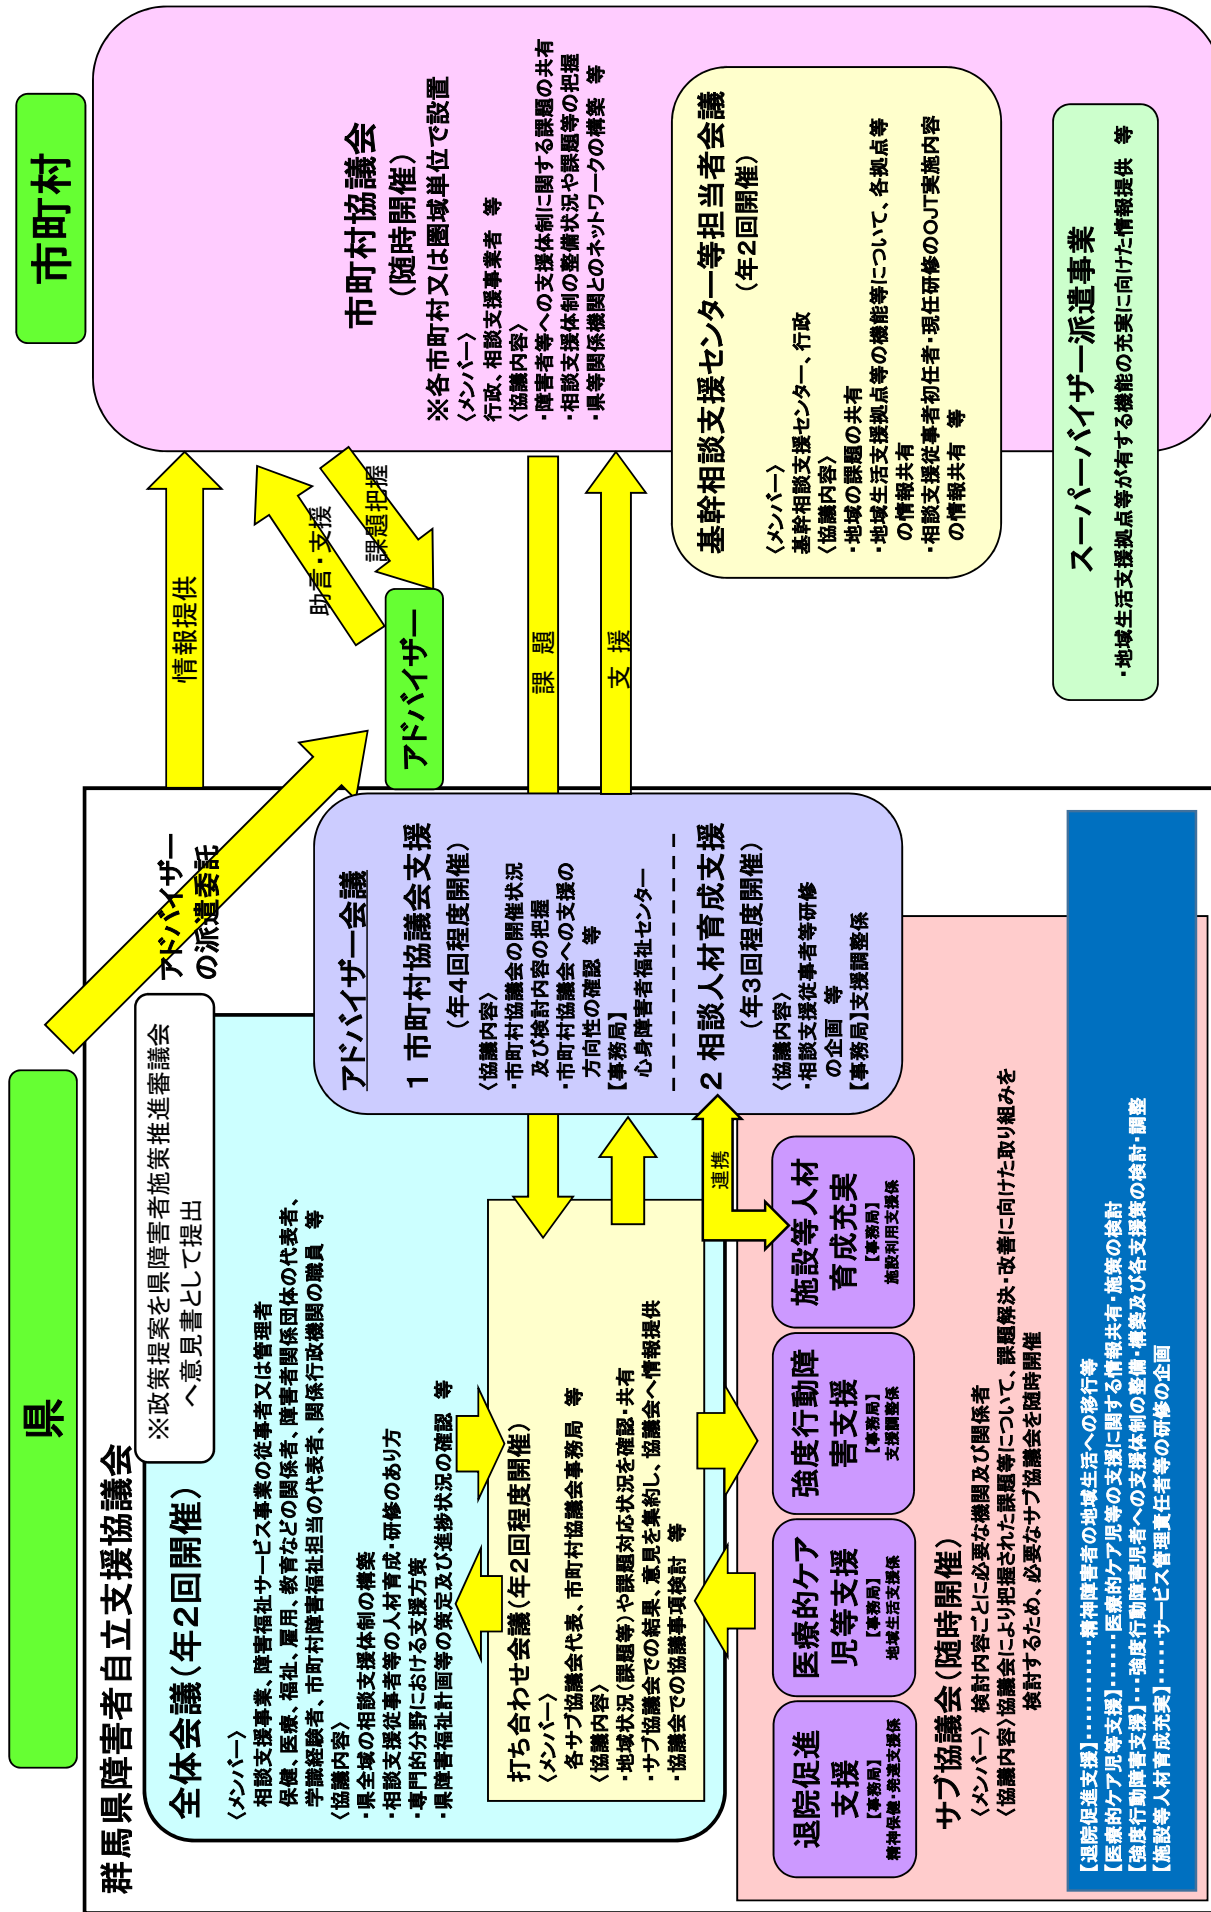 県
群馬県障害者自立支援協議会
※政策提案を県障害者施策推進審議会
へ意見書として提出
アドバイザー
の派遣委託
全体会議(年2回開催)
〈メンバー〉
相談支援事業、障害福祉サービス事業の従事者又は管理者
保健、医療、福祉、雇用、教育などの関係者、障害者関係団体の代表者、
学識経験者、市町村障害福祉担当の代表者、関係行政機関の職員 等
〈協議内容〉
・県全域の相談支援体制の構築
・相談支援従事者等の人材育成・研修のあり方
・専門的分野における支援方策
・県障害福祉計画等の策定及び進捗状況の確認 等
打ち合わせ会議(年2回程度開催)
〈メンバー〉
各サブ協議会代表、市町村協議会事務局 等
〈協議内容〉
・地域状況(課題等)や課題対応状況を確認・共有
・サブ協議会での結果、意見を集約し、協議会へ情報提供
・協議会での協議事項検討 等
退院促進
支援
【事務局】
精神保健・発達支援係
医療的ケア
児等支援
【事務局】
地域生活支援係
強度行動障
害支援
【事務局】
支援調整係
施設等人材
育成充実
【事務局】
施設利用支援係
連携
サブ協議会(随時開催)
〈メンバー〉 検討内容ごとに必要な機関及び関係者
〈協議内容〉協議会により把握された課題等について、課題解決・改善に向けた取り組みを
検討するため、必要なサブ協議会を随時開催
【退院促進支援】・・・・・・・・・・精神障害者の地域生活への移行等
【医療的ケア児等支援】・・・・・医療的ケア児等の支援に関する情報共有・施策の検討
【強度行動障害支援】・・・強度行動障害児者への支援体制の整備・構築及び各支援策の検討・調整
【施設等人材育成充実】・・・・サービス管理責任者等の研修の企画
アドバイザー会議
1 市町村協議会支援
(年4回程度開催)
〈協議内容〉
・市町村協議会の開催状況
及び検討内容の把握
・市町村協議会への支援の
方向性の確認 等
【事務局】
心身障害者福祉センター
2 相談人材育成支援
(年3回程度開催)
〈協議内容〉
・相談支援従事者等研修
の企画 等
【事務局】支援調整係
情報提供
助言・支援
課題把握
アドバイザー
課 題
支 援
市町村
市町村協議会
(随時開催)
※各市町村又は圏域単位で設置
〈メンバー〉
行政、相談支援事業者 等
〈協議内容〉
・障害者等への支援体制に関する課題の共有
・相談支援体制の整備状況や課題等の把握
・県等関係機関とのネットワークの構築 等
基幹相談支援センター等担当者会議
(年2回開催)
〈メンバー〉
基幹相談支援センター、行政
〈協議内容〉
・地域の課題の共有
・地域生活支援拠点等の機能等について、各拠点等
の情報共有
・相談支援従事者初任者・現任研修のOJT実施内容
の情報共有 等
スーパーバイザー派遣事業
・地域生活支援拠点等が有する機能の充実に向けた情報提供 等